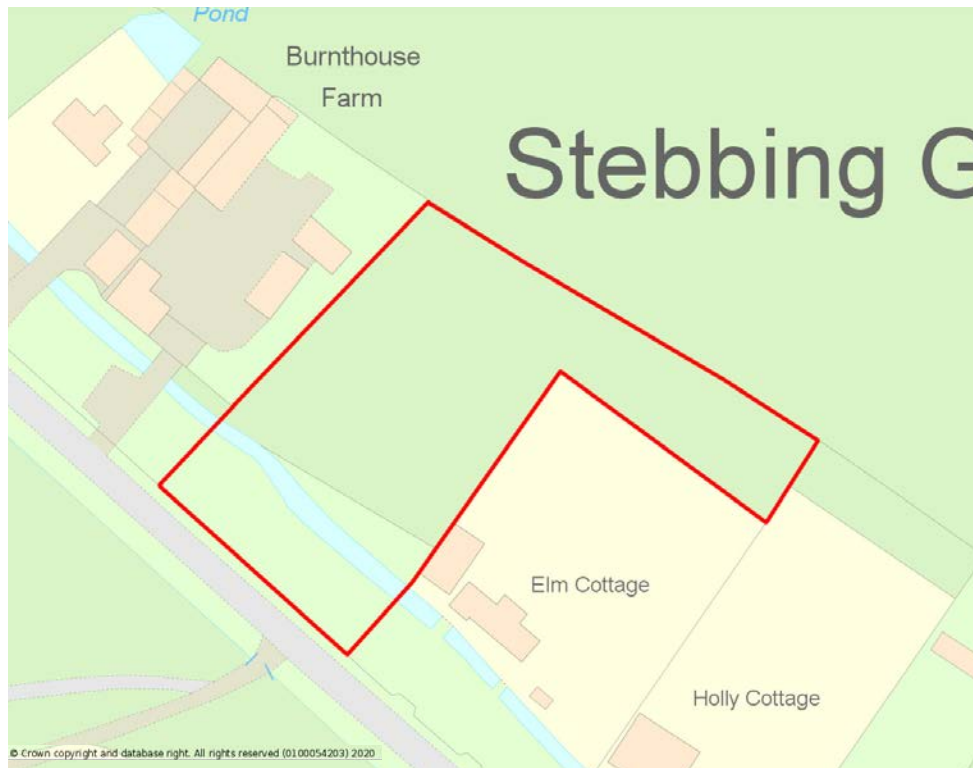 Pond
Burnthouse
Farm
Stebbing G
Elm Cottage
Holly Cottage
© Crown copyright and database right. All rights reserved (0100054203) 2020